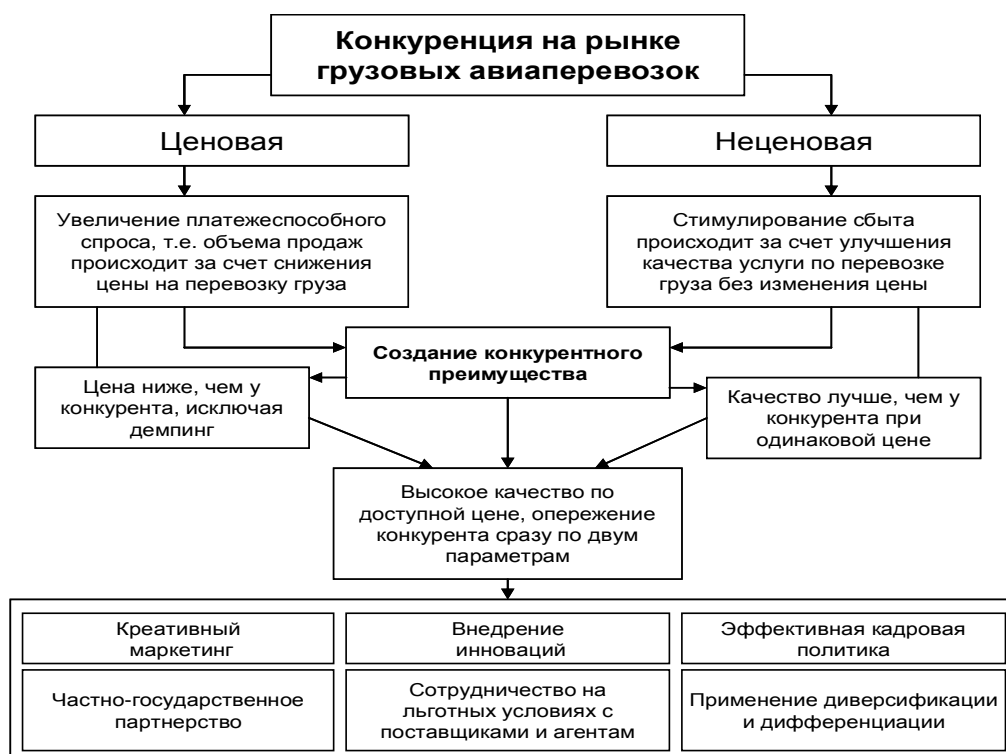 Конкуренция на рынке
грузовых авиаперевозок
Ценовая
Неценовая
Увеличение платежеспособного
спроса, т.е. объема продаж
происходит за счет снижения
цены на перевозку груза
Стимулирование сбыта
происходит за счет улучшения
качества услуги по перевозке
груза без изменения цены
Создание конкурентного
преимущества
Цена ниже, чем у
конкурента, исключая
демпинг
Качество лучше, чем у
конкурента при
одинаковой цене
Высокое качество по
доступной цене, опережение
конкурента сразу по двум
параметрам
Креативный
маркетинг
Внедрение
инноваций
Эффективная кадровая
политика
Частно-государственное
партнерство
Сотрудничество на
льготных условиях с
поставщиками и агентам
Применение диверсификации
и дифференциации